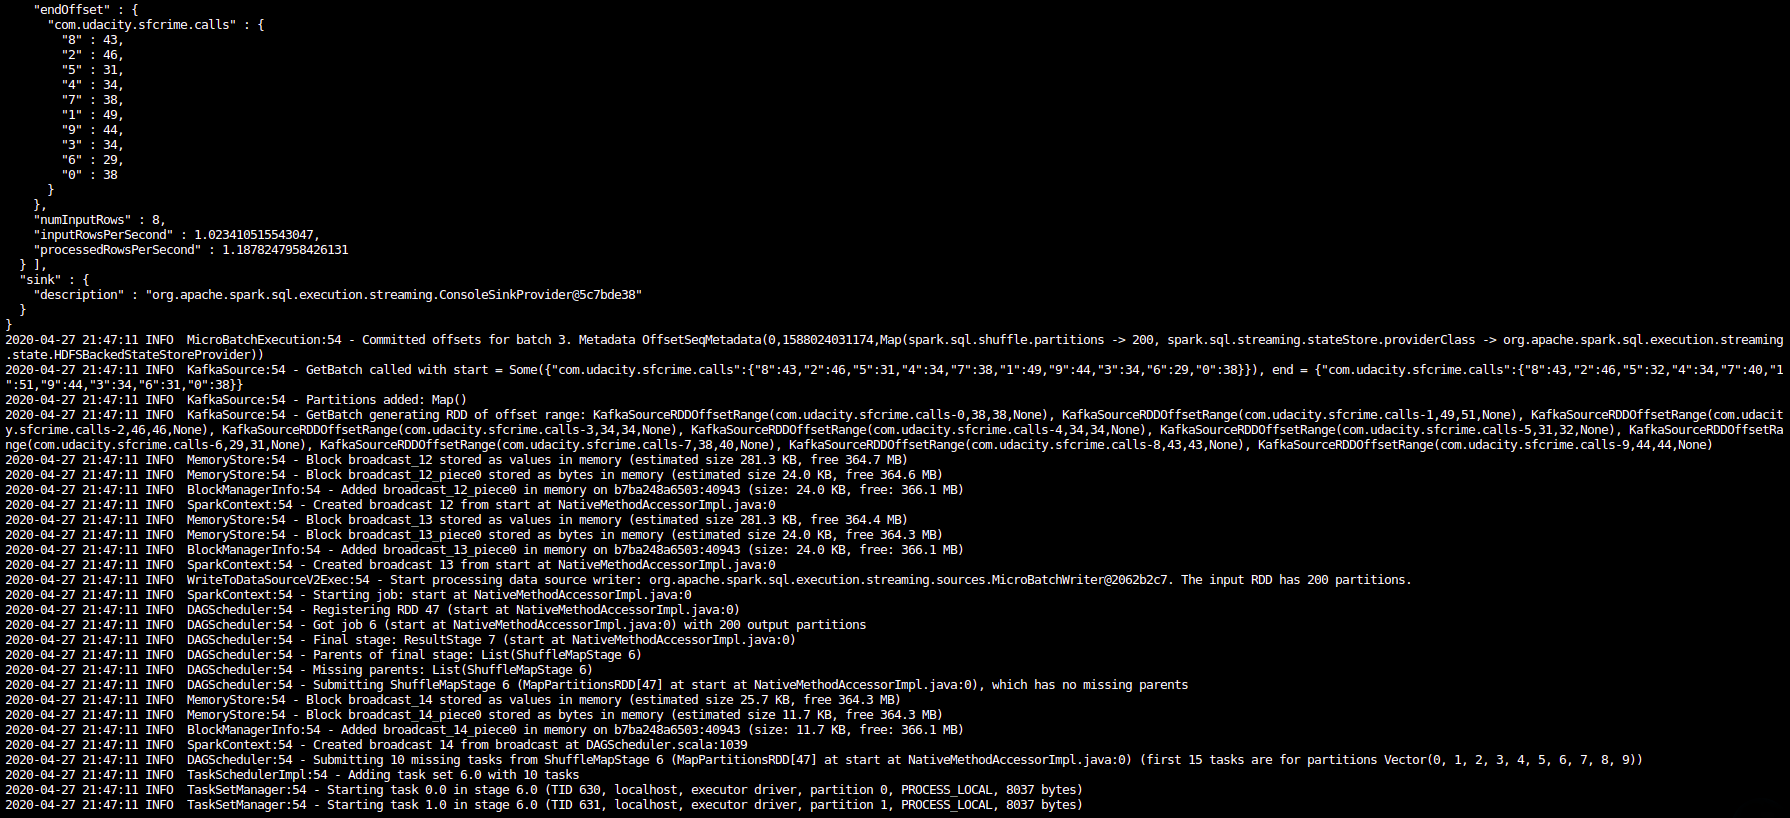 "endOffset" : {
"com.udacity.sfcrime.calls" : {
"8" : 43,
"2" : 46,
"5" : 31,
"4" : 34,
"7" : 38,
"1" : 49,
"9" : 44,
"3" : 34,
"6" : 29,
"0" : 38
}
},
"numInputRows" : 8,
"inputRowsPerSecond" : 1.023410515543047,
"processedRowsPerSecond" : 1.1878247958426131
} ],
"sink" : {
"description" : "org.apache.spark.sql.execution.streaming.ConsoleSinkProvider@5c7bde38"
}
}
2020-04-27 21:47:11 INFO  MicroBatchExecution:54 - Committed offsets for batch 3. Metadata OffsetSeqMetadata(0,1588024031174,Map(spark.sql.shuffle.partitions -> 200, spark.sql.streaming.stateStore.providerClass -> org.apache.spark.sql.execution.streaming
.state.HDFSBackedStateStoreProvider))
2020-04-27 21:47:11 INFO  KafkaSource:54 - GetBatch called with start = Some({"com.udacity.sfcrime.calls":{"8":43,"2":46,"5":31,"4":34,"7":38,"1":49,"9":44,"3":34,"6":29,"0":38}}), end = {"com.udacity.sfcrime.calls":{"8":43,"2":46,"5":32,"4":34,"7":40,"1
":51,"9":44,"3":34,"6":31,"0":38}}
2020-04-27 21:47:11 INFO  KafkaSource:54 - Partitions added: Map()
2020-04-27 21:47:11 INFO  KafkaSource:54 - GetBatch generating RDD of offset range: KafkaSourceRDDOffsetRange(com.udacity.sfcrime.calls-0,38,38,None), KafkaSourceRDDOffsetRange(com.udacity.sfcrime.calls-1,49,51,None), KafkaSourceRDDOffsetRange(com.udacit
y.sfcrime.calls-2,46,46,None), KafkaSourceRDDOffsetRange(com.udacity.sfcrime.calls-3,34,34,None), KafkaSourceRDDOffsetRange(com.udacity.sfcrime.calls-4,34,34,None), KafkaSourceRDDOffsetRange(com.udacity.sfcrime.calls-5,31,32,None), KafkaSourceRDDOffsetRa
nge(com.udacity.sfcrime.calls-6,29,31,None), KafkaSourceRDDOffsetRange(com.udacity.sfcrime.calls-7,38,40,None), KafkaSourceRDDOffsetRange(com.udacity.sfcrime.calls-8,43,43,None), KafkaSourceRDDOffsetRange(com.udacity.sfcrime.calls-9,44,44,None)
2020-04-27 21:47:11 INFO  MemoryStore:54 - Block broadcast_12 stored as values in memory (estimated size 281.3 KB, free 364.7 MB)
2020-04-27 21:47:11 INFO  MemoryStore:54 - Block broadcast_12_piece0 stored as bytes in memory (estimated size 24.0 KB, free 364.6 MB)
2020-04-27 21:47:11 INFO  BlockManagerInfo:54 - Added broadcast_12_piece0 in memory on b7ba248a6503:40943 (size: 24.0 KB, free: 366.1 MB)
2020-04-27 21:47:11 INFO  SparkContext:54 - Created broadcast 12 from start at NativeMethodAccessorImpl.java:0
2020-04-27 21:47:11 INFO  MemoryStore:54 - Block broadcast_13 stored as values in memory (estimated size 281.3 KB, free 364.4 MB)
2020-04-27 21:47:11 INFO  MemoryStore:54 - Block broadcast_13_piece0 stored as bytes in memory (estimated size 24.0 KB, free 364.3 MB)
2020-04-27 21:47:11 INFO  BlockManagerInfo:54 - Added broadcast_13_piece0 in memory on b7ba248a6503:40943 (size: 24.0 KB, free: 366.1 MB)
2020-04-27 21:47:11 INFO  SparkContext:54 - Created broadcast 13 from start at NativeMethodAccessorImpl.java:0
2020-04-27 21:47:11 INFO  WriteToDataSourceV2Exec:54 - Start processing data source writer: org.apache.spark.sql.execution.streaming.sources.MicroBatchWriter@2062b2c7. The input RDD has 200 partitions.
2020-04-27 21:47:11 INFO  SparkContext:54 - Starting job: start at NativeMethodAccessorImpl.java:0
2020-04-27 21:47:11 INFO  DAGScheduler:54 - Registering RDD 47 (start at NativeMethodAccessorImpl.java:0)
2020-04-27 21:47:11 INFO  DAGScheduler:54 - Got job 6 (start at NativeMethodAccessorImpl.java:0) with 200 output partitions
2020-04-27 21:47:11 INFO  DAGScheduler:54 - Final stage: ResultStage 7 (start at NativeMethodAccessorImpl.java:0)
2020-04-27 21:47:11 INFO  DAGScheduler:54 - Parents of final stage: List(ShuffleMapStage 6)
2020-04-27 21:47:11 INFO  DAGScheduler:54 - Missing parents: List(ShuffleMapStage 6)
2020-04-27 21:47:11 INFO  DAGScheduler:54 - Submitting ShuffleMapStage 6 (MapPartitionsRDD[47] at start at NativeMethodAccessorImpl.java:0), which has no missing parents
2020-04-27 21:47:11 INFO  MemoryStore:54 - Block broadcast_14 stored as values in memory (estimated size 25.7 KB, free 364.3 MB)
2020-04-27 21:47:11 INFO  MemoryStore:54 - Block broadcast_14_piece0 stored as bytes in memory (estimated size 11.7 KB, free 364.3 MB)
2020-04-27 21:47:11 INFO  BlockManagerInfo:54 - Added broadcast_14_piece0 in memory on b7ba248a6503:40943 (size: 11.7 KB, free: 366.1 MB)
2020-04-27 21:47:11 INFO  SparkContext:54 - Created broadcast 14 from broadcast at DAGScheduler.scala:1039
2020-04-27 21:47:11 INFO  DAGScheduler:54 - Submitting 10 missing tasks from ShuffleMapStage 6 (MapPartitionsRDD[47] at start at NativeMethodAccessorImpl.java:0) (first 15 tasks are for partitions Vector(0, 1, 2, 3, 4, 5, 6, 7, 8, 9))
2020-04-27 21:47:11 INFO  TaskSchedulerImpl:54 - Adding task set 6.0 with 10 tasks
2020-04-27 21:47:11 INFO  TaskSetManager:54 - Starting task 0.0 in stage 6.0 (TID 630, localhost, executor driver, partition 0, PROCESS_LOCAL, 8037 bytes)
2020-04-27 21:47:11 INFO  TaskSetManager:54 - Starting task 1.0 in stage 6.0 (TID 631, localhost, executor driver, partition 1, PROCESS_LOCAL, 8037 bytes)